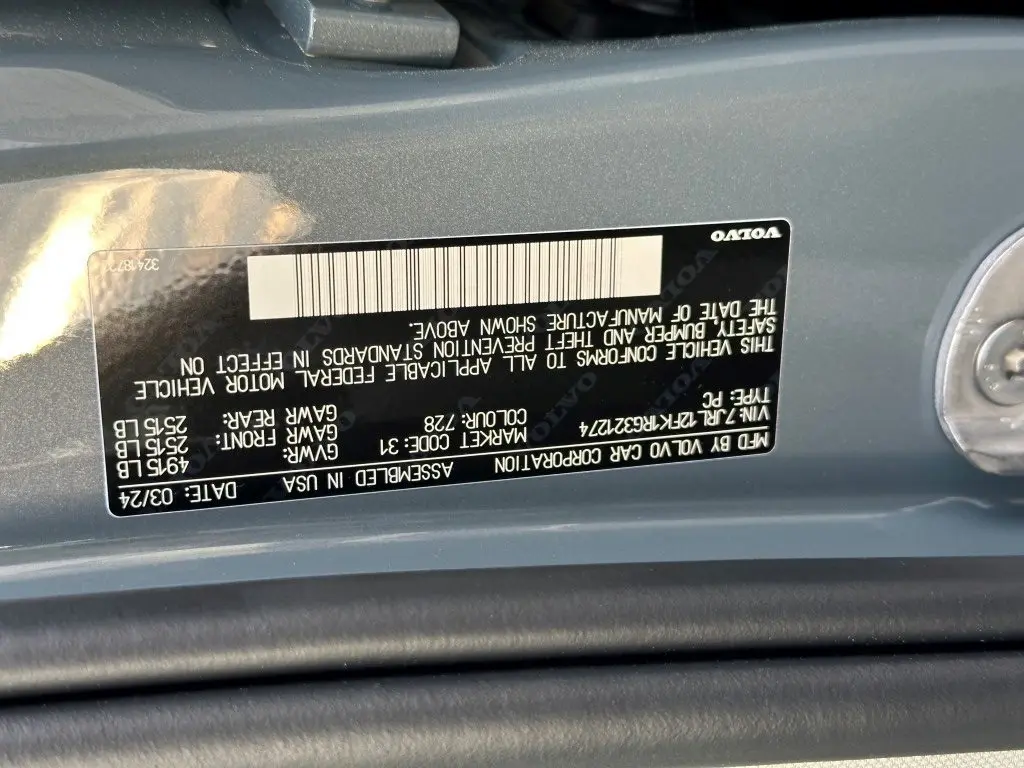 MFD BY VOLVO CAR CORPORATION ASSEMBLED IN USA DATE: 03/24
VIN: 7JRL12FK1RG321274 MARKET CODE: 31 GVWR: 4915 LB
TYPE: PC COLOUR: 728 GAWR FRONT: 2515 LB
GAWR REAR: 2515 LB
THIS VEHICLE CONFORMS TO ALL APPLICABLE FEDERAL MOTOR VEHICLE
SAFETY, BUMPER AND THEFT PREVENTION STANDARDS IN EFFECT ON
THE DATE OF MANUFACTURE SHOWN ABOVE.
VOLVO